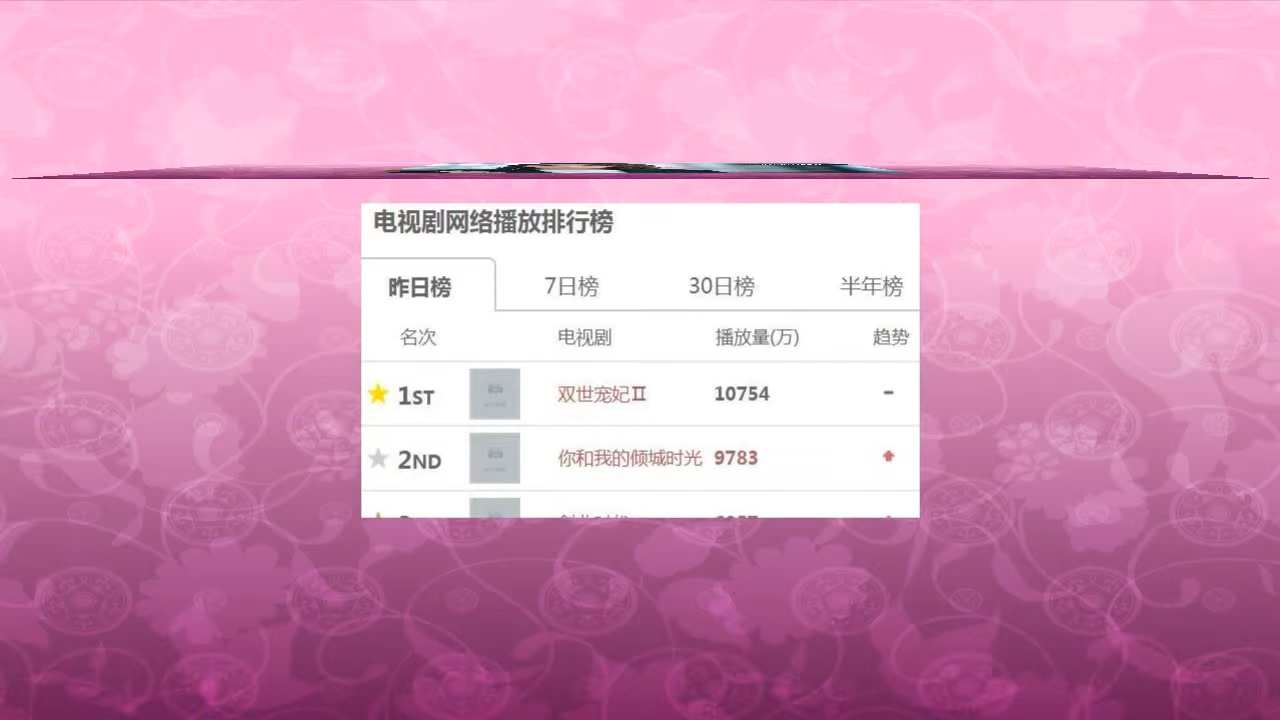 电视剧网络播放排行榜
昨日榜 7日榜 30日榜 半年榜
名次 电视剧 播放量(万) 趋势
1ST 双世宠妃Ⅱ 10754 -
2ND 你和我的倾城时光 9783